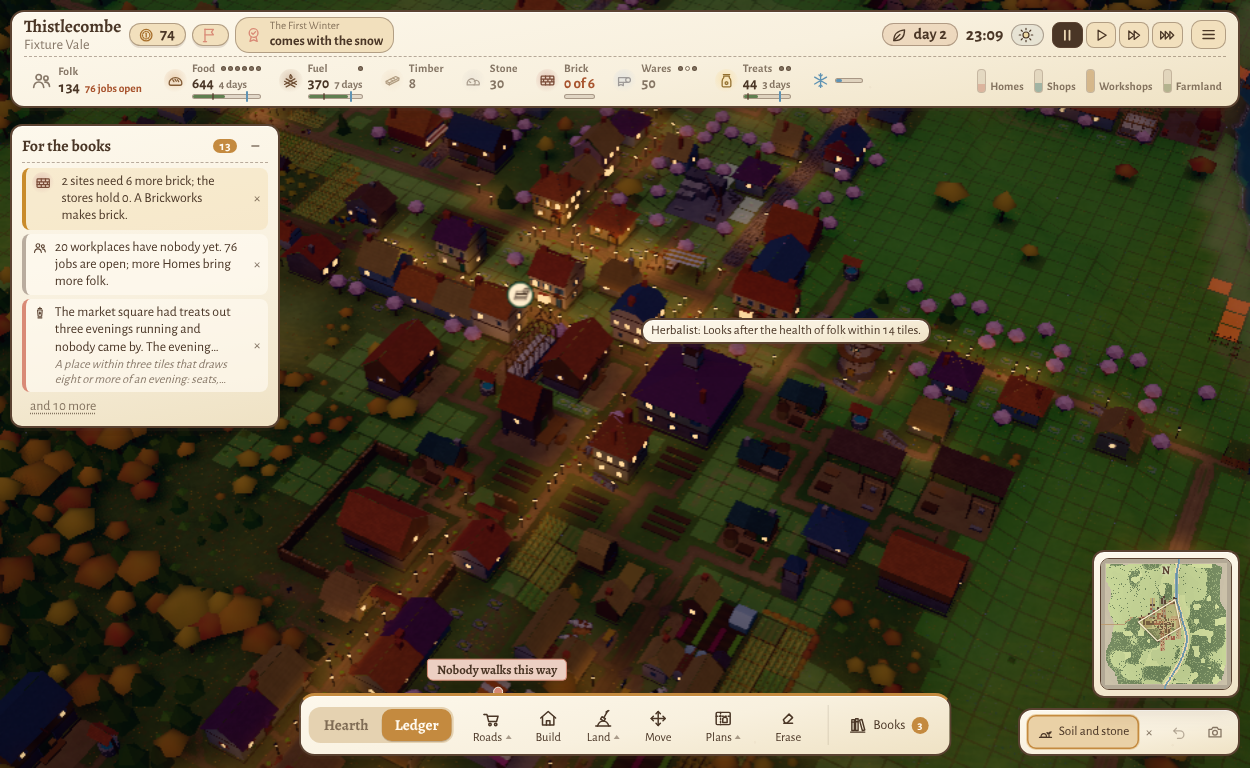 Thistlecombe
Fixture Vale
74
The First Winter
comes with the snow
day 2
23:09
Folk
134 76 jobs open
Food
644 4 days
Fuel
370 7 days
Timber
8
Stone
30
Brick
0 of 6
Wares
50
Treats
44 3 days
Homes
Shops
Workshops
Farmland
For the books
13
2 sites need 6 more brick; the
stores hold 0. A Brickworks
makes brick.
20 workplaces have nobody yet. 76
jobs are open; more Homes bring
more folk.
The market square had treats out
three evenings running and
nobody came by. The evening...
A place within three tiles that draws
eight or more of an evening: seats,...
and 10 more
Herbalist: Looks after the health of folk within 14 tiles.
Nobody walks this way
N
Hearth
Ledger
Roads
Build
Land
Move
Plans
Erase
Books
3
Soil and stone